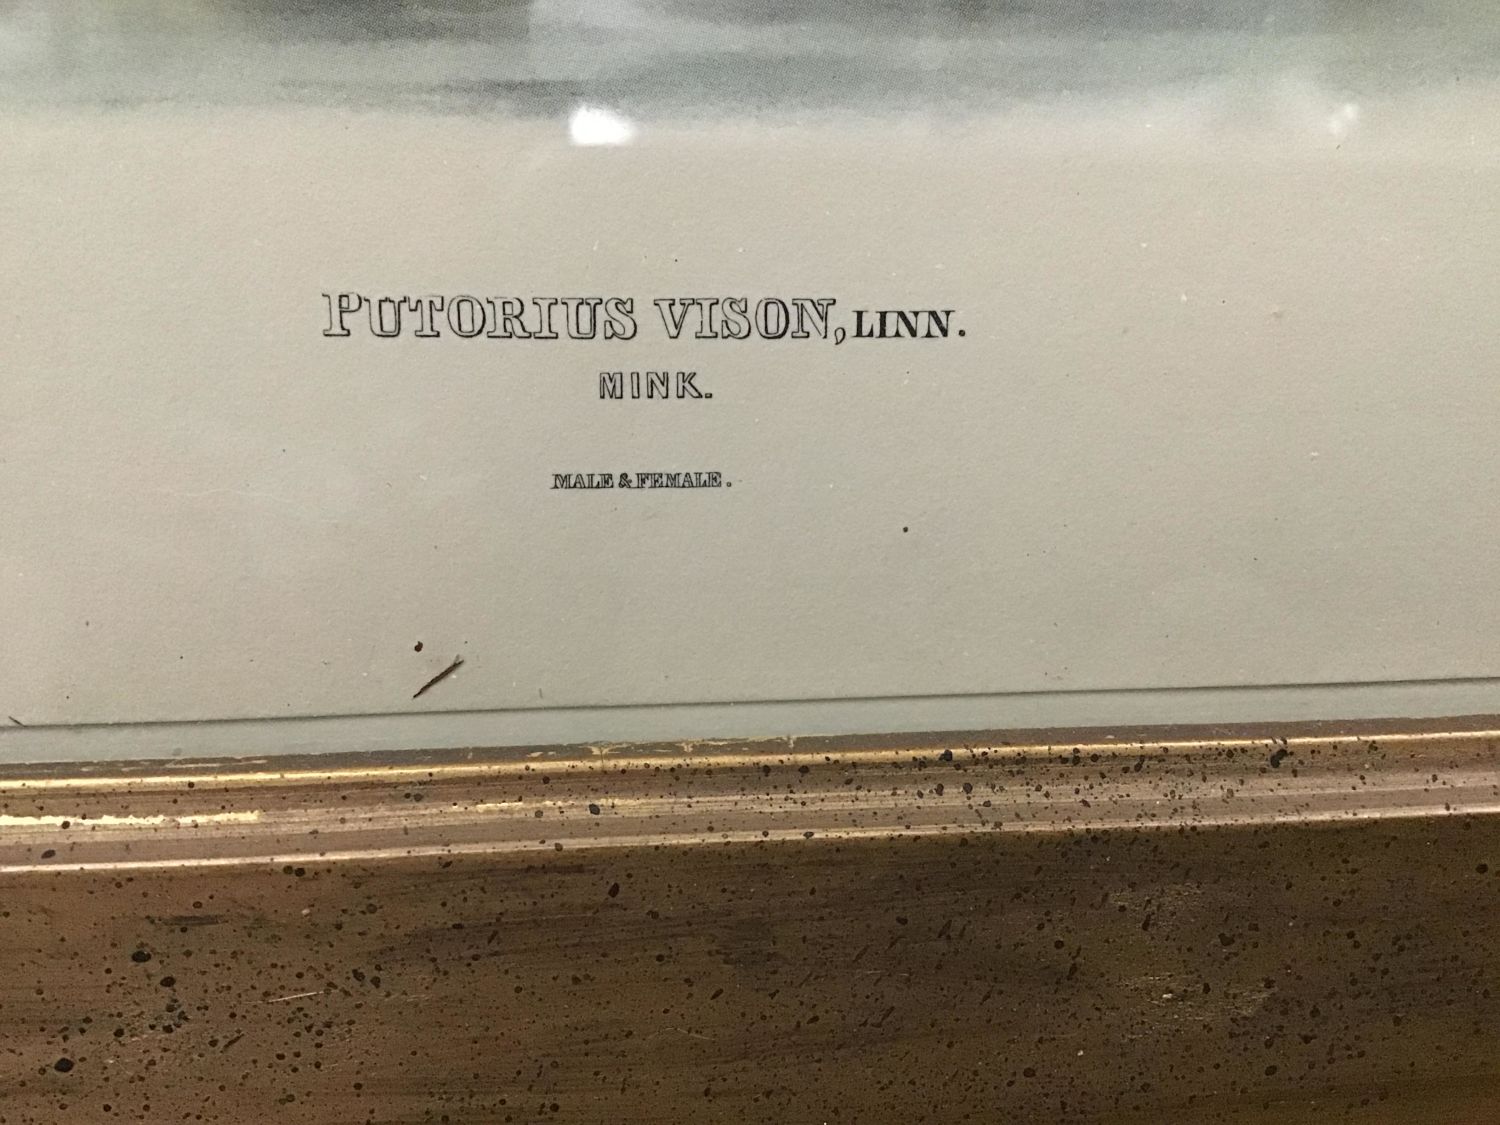 PUTORIUS VISON, LINN.
MINK.
MALE & FEMALE.